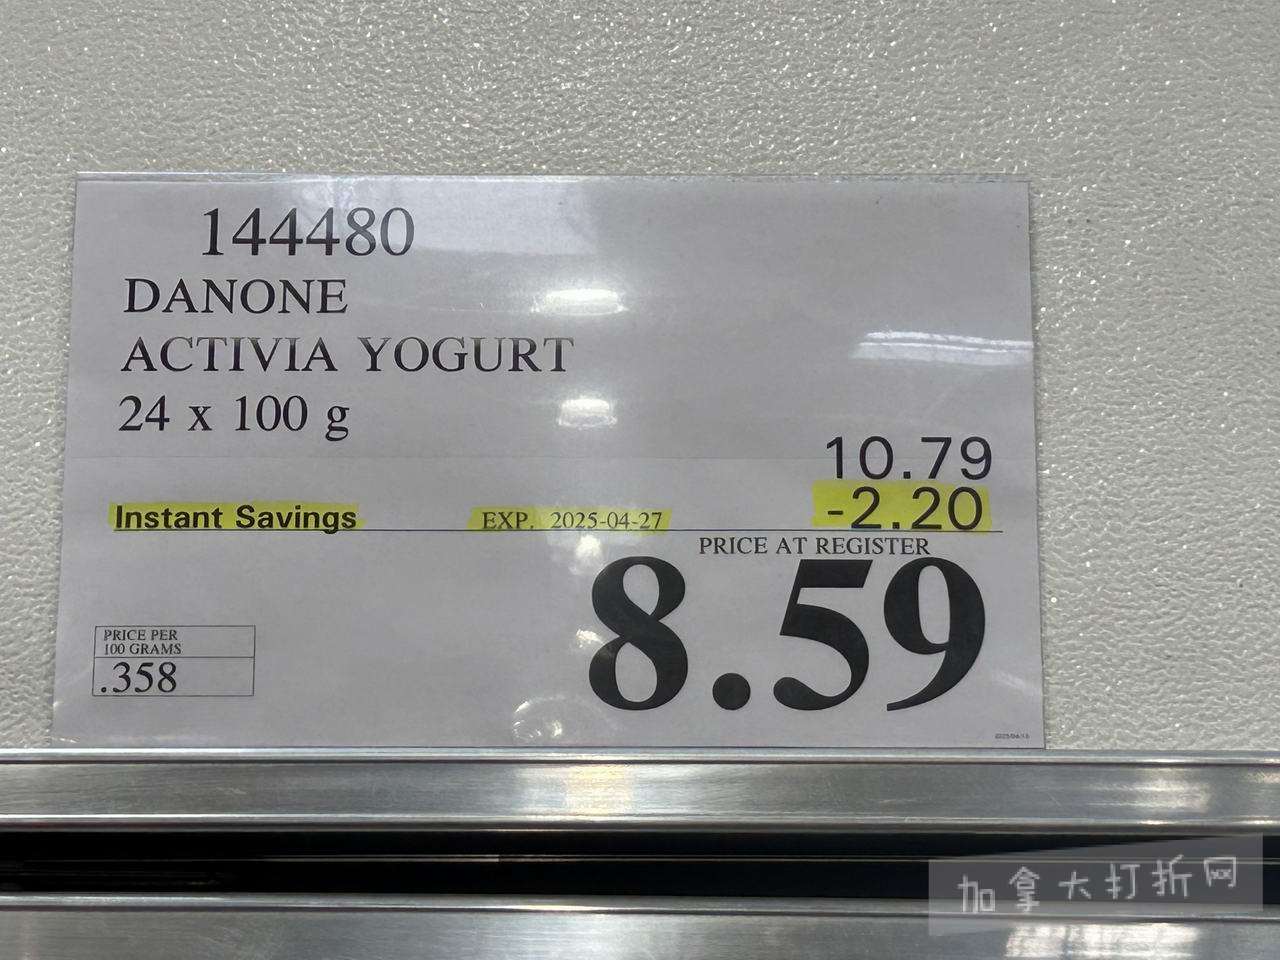 144480
DANONE
ACTIVIA YOGURT
24 x 100 g
10.79
Instant Savings EXP. 2025-04-27 -2.20
PRICE AT REGISTER
8.59
PRICE PER
100 GRAMS
.358
加拿大打折网